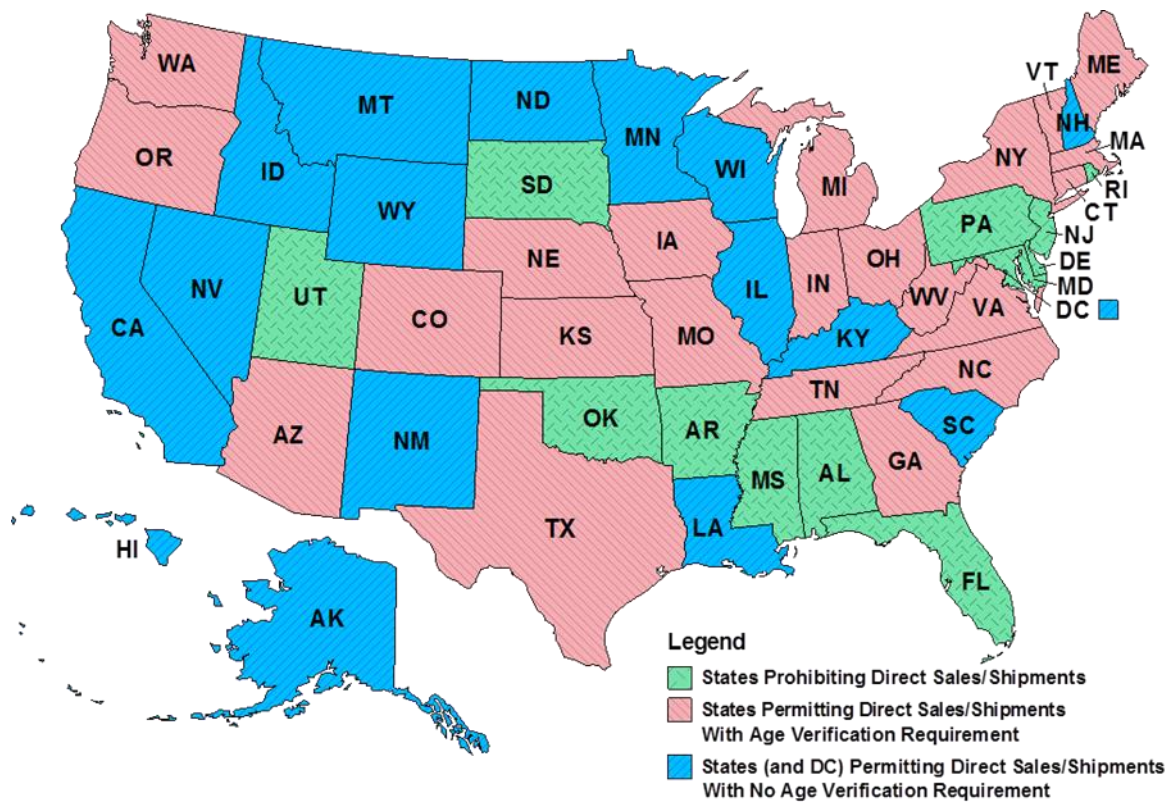 WA
OR
CA
NV
ID
MT
WY
UT
AZ
CO
NM
ND
SD
NE
KS
OK
TX
MN
IA
MO
AR
LA
WI
IL
MI
IN
OH
KY
TN
MS
AL
GA
FL
SC
NC
VA
WV
PA
NY
VT
NH
ME
MA
RI
CT
NJ
DE
MD
DC
HI
AK
Legend
States Prohibiting Direct Sales/Shipments
States Permitting Direct Sales/Shipments
With Age Verification Requirement
States (and DC) Permitting Direct Sales/Shipments
With No Age Verification Requirement